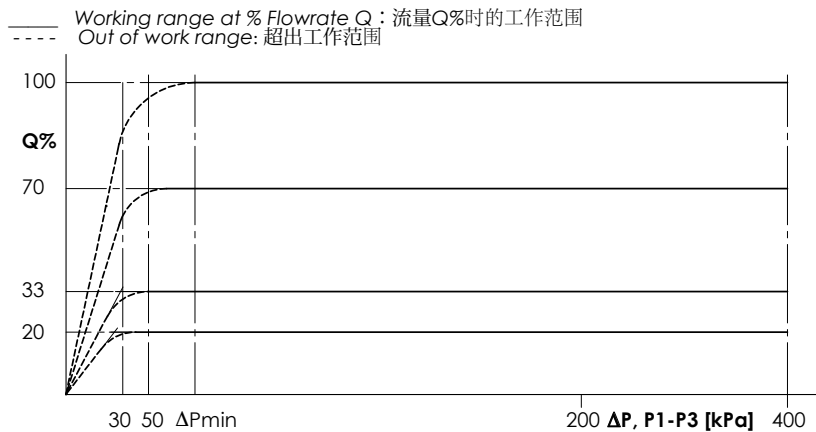 Working range at % Flowrate Q：流量Q%时的工作范围
Out of work range: 超出工作范围
100
Q%
70
33
20
30 50 ΔPmin 200 ΔP, P1-P3 [kPa] 400